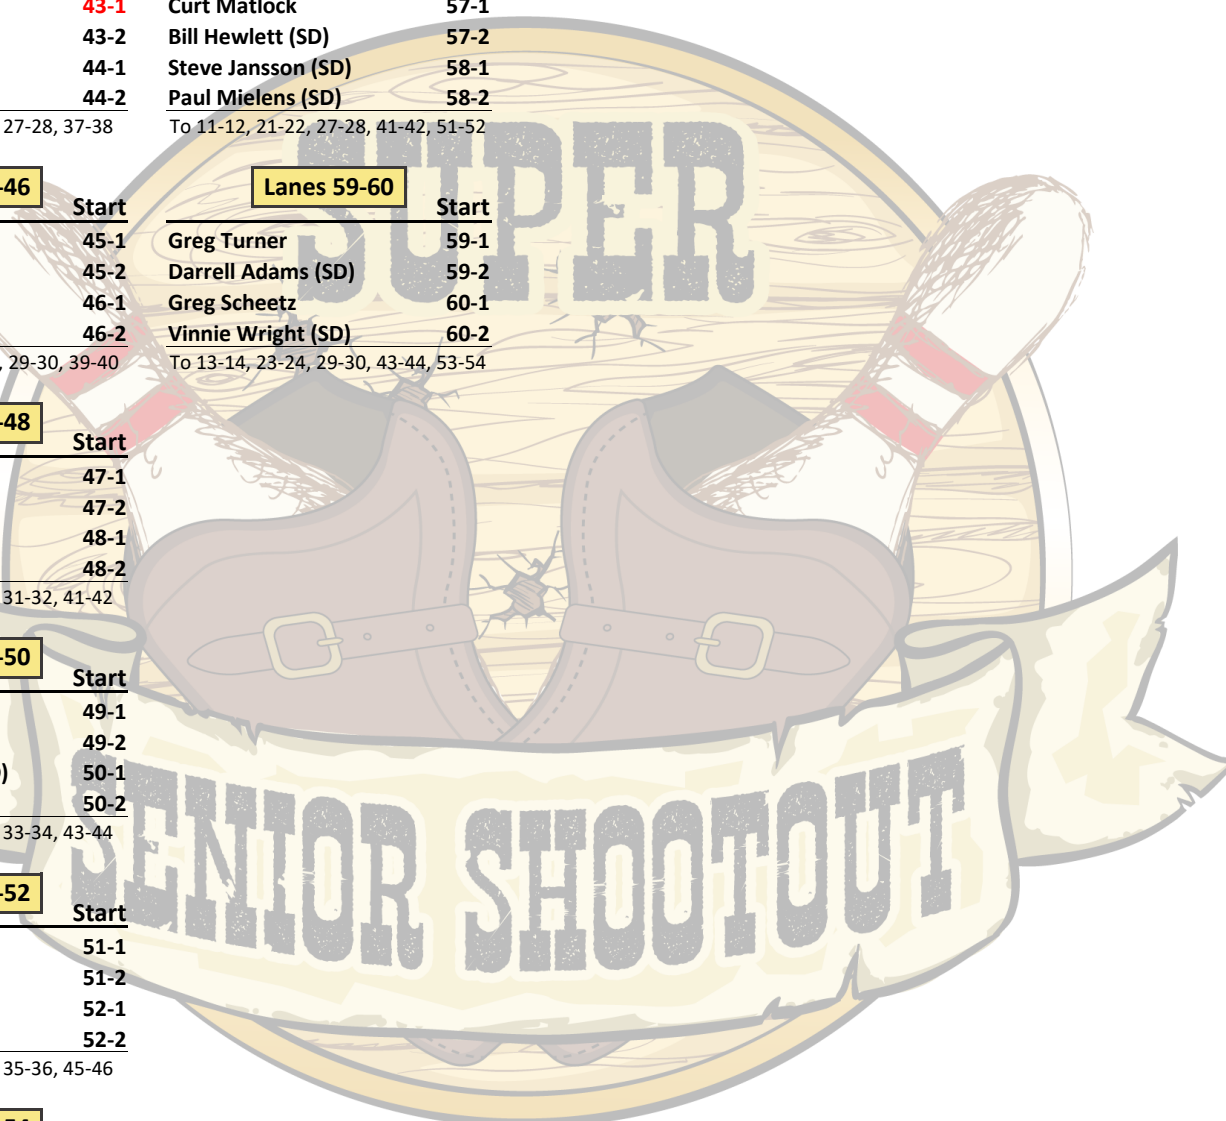 43-1
43-2
44-1
44-2
27-28, 37-38
-46
Start
45-1
45-2
46-1
46-2
, 29-30, 39-40
-48
Start
47-1
47-2
48-1
48-2
31-32, 41-42
-50
Start
49-1
49-2
) 50-1
50-2
33-34, 43-44
-52
Start
51-1
51-2
52-1
52-2
35-36, 45-46
Curt Matlock 57-1
Bill Hewlett (SD) 57-2
Steve Jansson (SD) 58-1
Paul Mielens (SD) 58-2
To 11-12, 21-22, 27-28, 41-42, 51-52
Lanes 59-60
Start
Greg Turner 59-1
Darrell Adams (SD) 59-2
Greg Scheetz 60-1
Vinnie Wright (SD) 60-2
To 13-14, 23-24, 29-30, 43-44, 53-54
SUPER
SENIOR SHOOTOUT